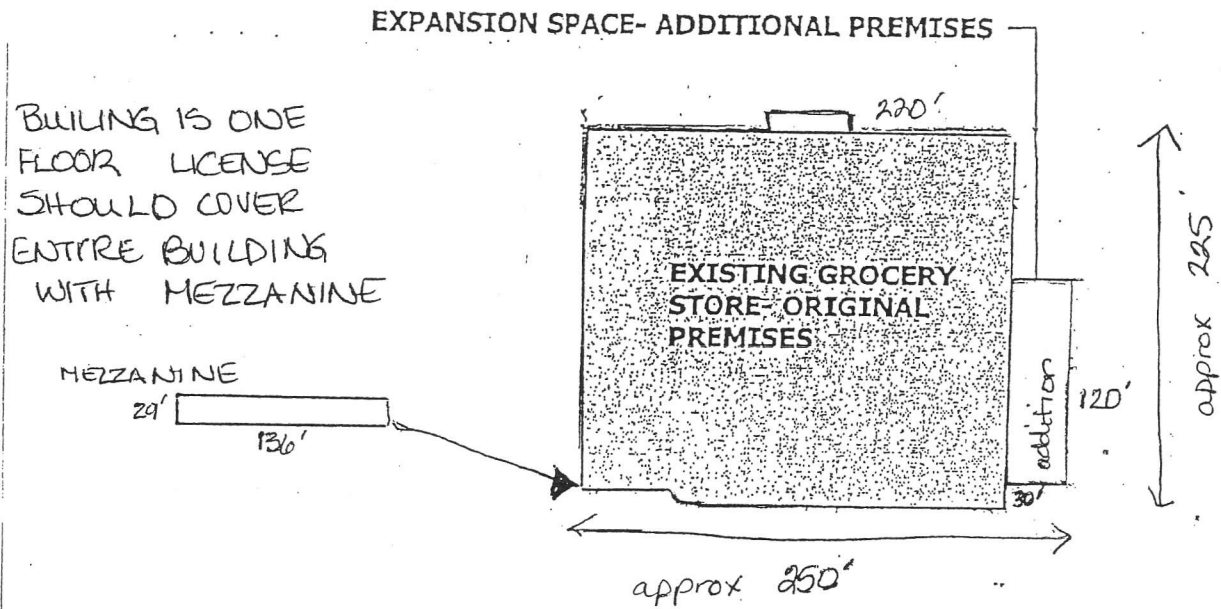 EXPANSION SPACE- ADDITIONAL PREMISES
BUILING IS ONE
FLOOR LICENSE
SHOULD COVER
ENTIRE BUILDING
WITH MEZZANINE
220'
EXISTING GROCERY
STORE- ORIGINAL
PREMISES
approx 225'
MEZZANINE
29'
136'
addition
120'
30'
approx 250'